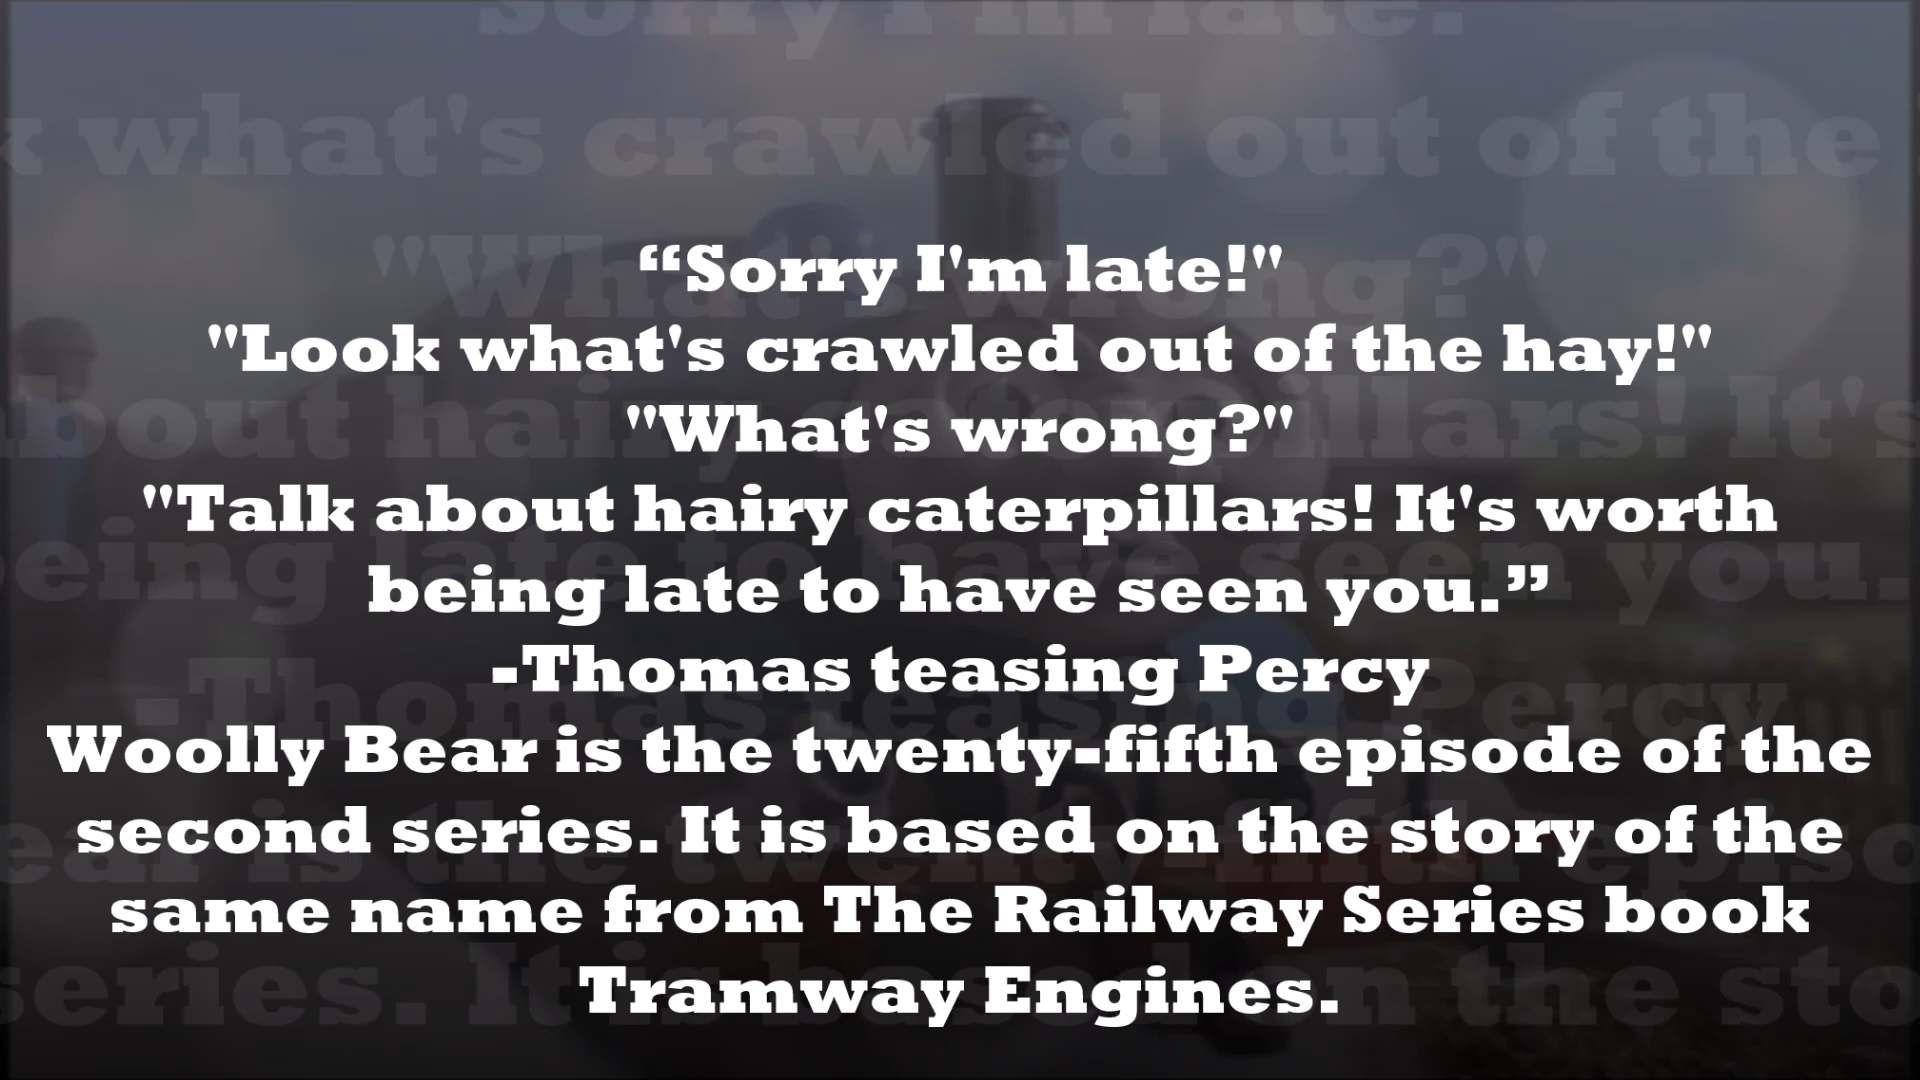 “Sorry I'm late!"
"Look what's crawled out of the hay!"
"What's wrong?"
"Talk about hairy caterpillars! It's worth
being late to have seen you.”
-Thomas teasing Percy
Woolly Bear is the twenty-fifth episode of the
second series. It is based on the story of the
same name from The Railway Series book
Tramway Engines.